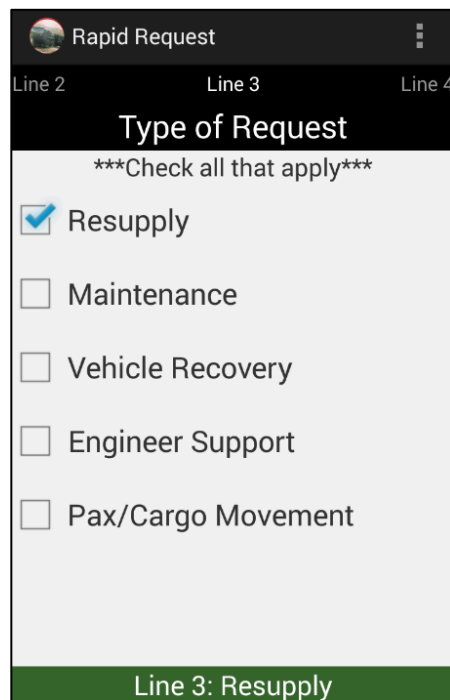 Rapid Request
Line 2 Line 3 Line 4
Type of Request
***Check all that apply***
Resupply
Maintenance
Vehicle Recovery
Engineer Support
Pax/Cargo Movement
Line 3: Resupply